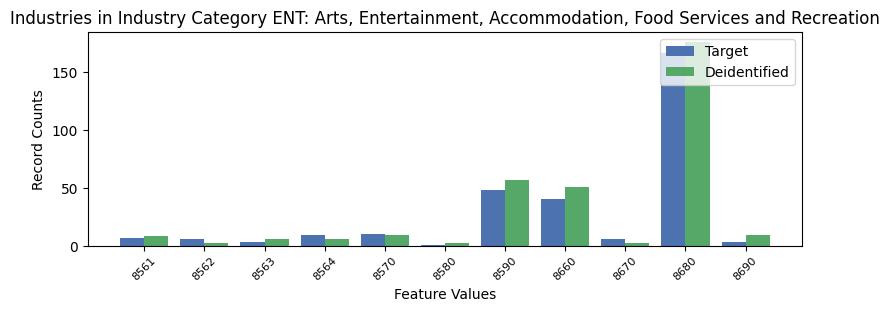 Industries in Industry Category ENT: Arts, Entertainment, Accommodation, Food Services and Recreation
Target
Deidentified
Record Counts
150
100
50
0
8561 8562 8563 8564 8570 8580 8590 8660 8670 8680 8690
Feature Values